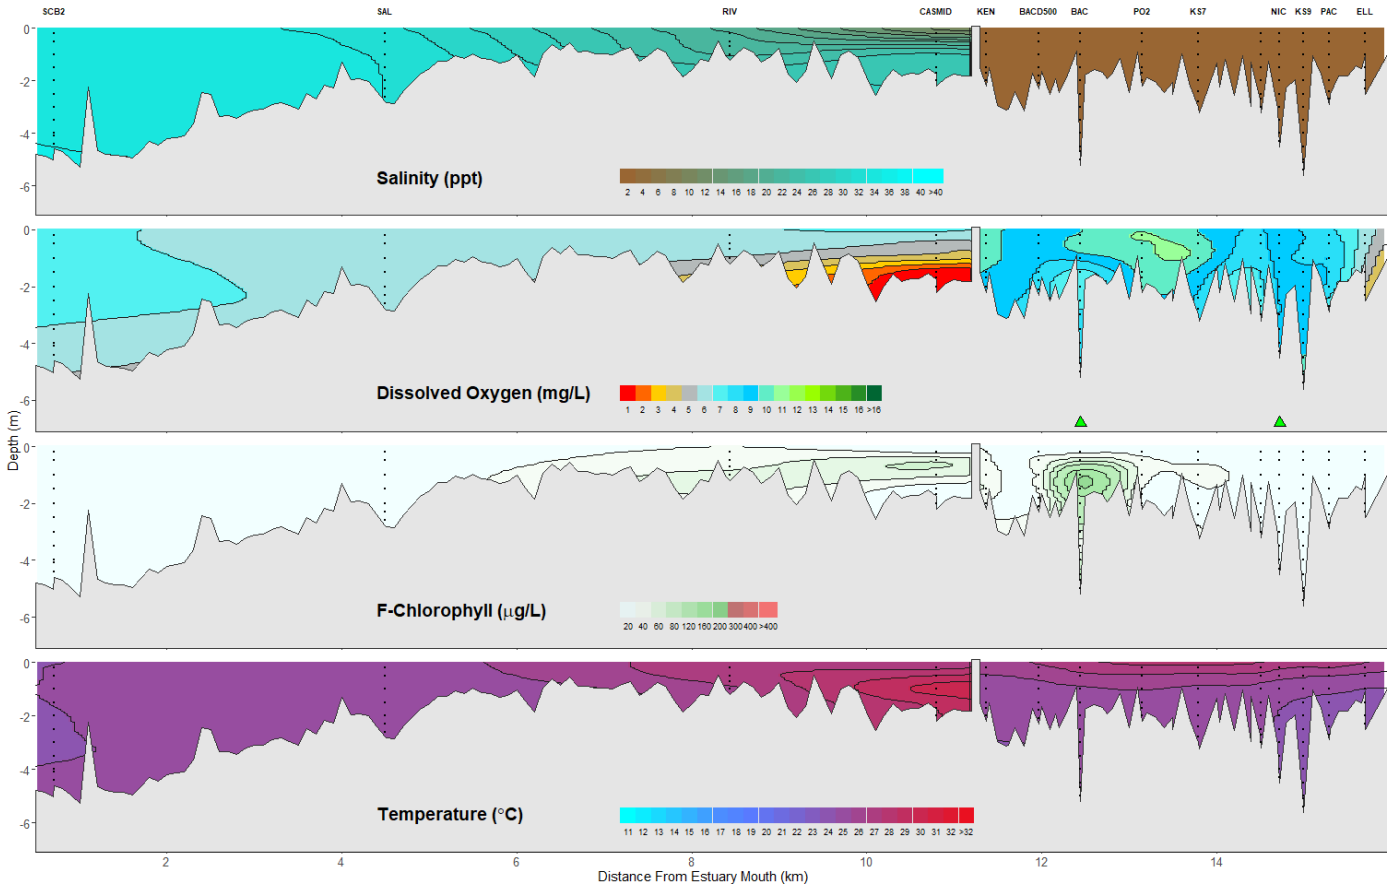 SCB2 SAL RIV CASMID KEN BACD500 BAC PO2 KS7 NIC KS9 PAC ELL
0
-2
-4
-6
Salinity (ppt)
2 4 6 8 10 12 14 16 18 20 22 24 26 28 30 32 34 36 38 40 >40
0
-2
-4
-6
Dissolved Oxygen (mg/L)
1 2 3 4 5 6 7 8 9 10 11 12 13 14 15 16 >16
Depth (m)
0
-2
-4
-6
F-Chlorophyll (μg/L)
20 40 60 80 120 160 200 300 400 >400
0
-2
-4
-6
Temperature (°C)
11 12 13 14 15 16 17 18 19 20 21 22 23 24 25 26 27 28 29 30 31 32 >32
2 4 6 8 10 12 14
Distance From Estuary Mouth (km)